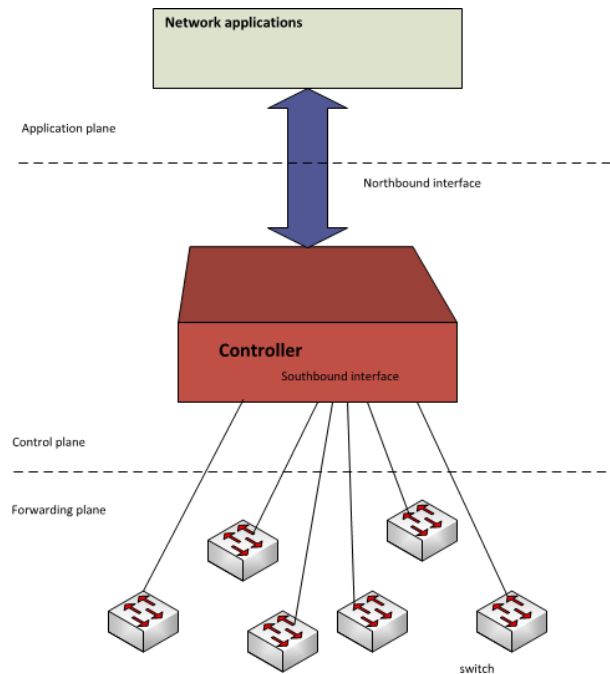 Network applications
Application plane
Northbound interface
Controller
Southbound interface
Control plane
Forwarding plane
switch